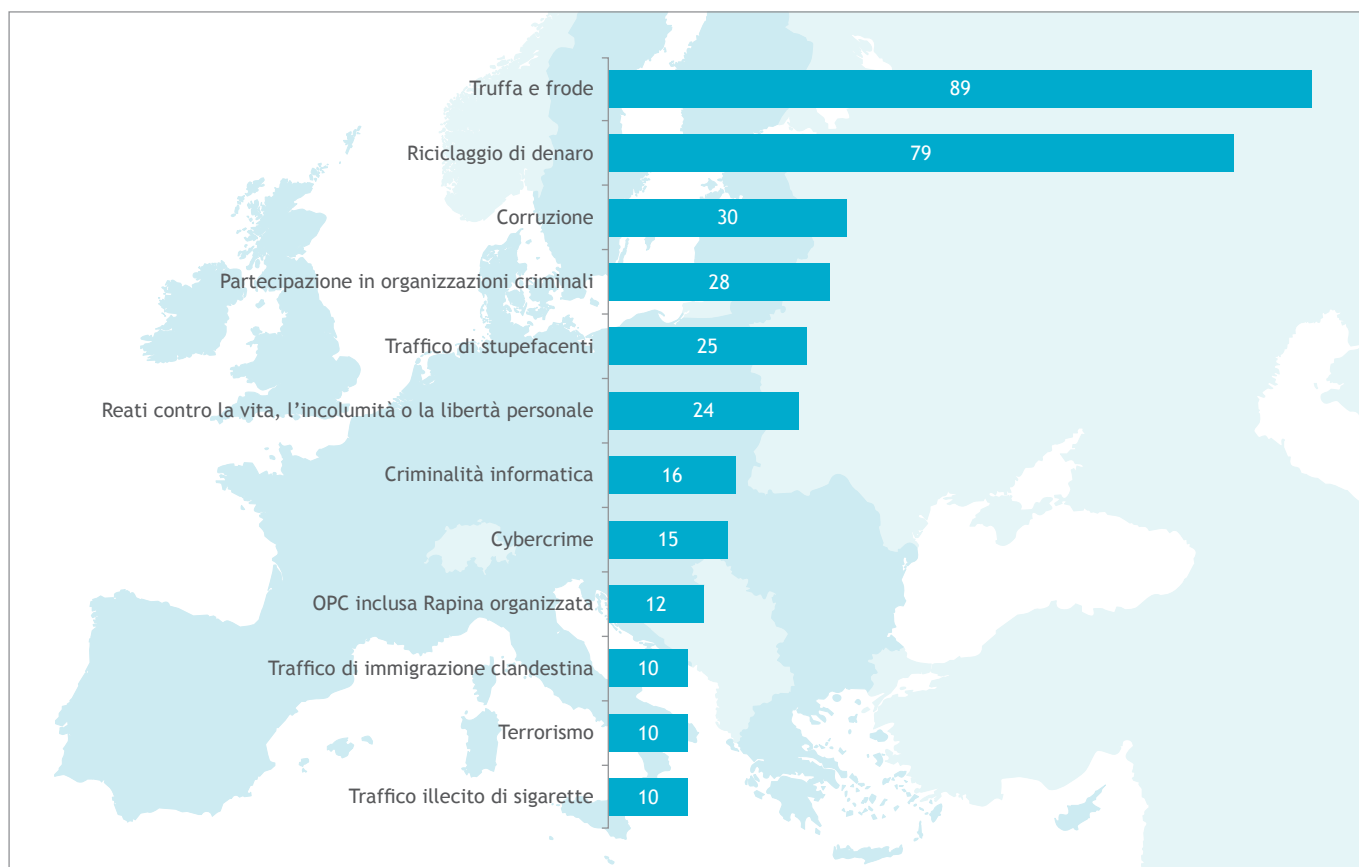 Truffa e frode 89
Riciclaggio di denaro 79
Corruzione 30
Partecipazione in organizzazioni criminali 28
Traffico di stupefacenti 25
Reati contro la vita, l’incolumità o la libertà personale 24
Criminalità informatica 16
Cybercrime 15
OPC inclusa Rapina organizzata 12
Traffico di immigrazione clandestina 10
Terrorismo 10
Traffico illecito di sigarette 10